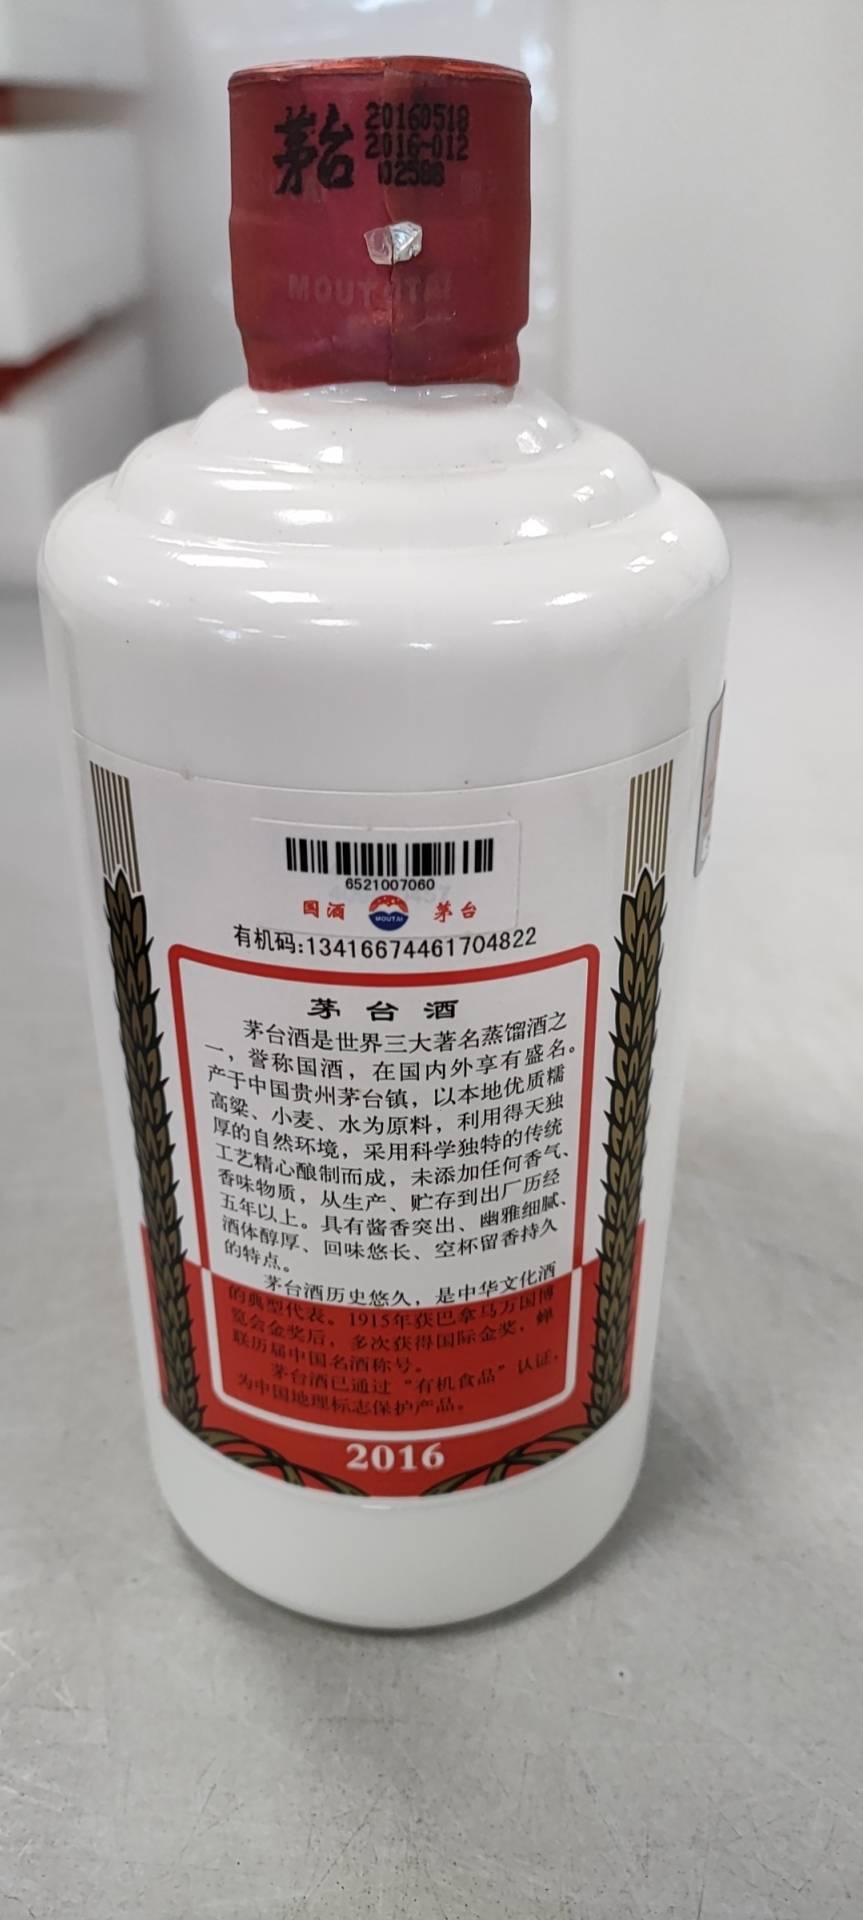 茅台
20160518
2016-012
02588
MOUTAI
6521007060
国酒 MOUTAI 茅台
有机码:13416674461704822
茅台酒
茅台酒是世界三大著名蒸馏酒之
一，誉称国酒，在国内外享有盛名。
产于中国贵州茅台镇，以本地优质糯
高粱、小麦、水为原料，利用得天独
厚的自然环境，采用科学独特的传统
工艺精心酿制而成，未添加任何香气、
香味物质，从生产、贮存到出厂历经
五年以上。具有酱香突出、幽雅细腻、
酒体醇厚、回味悠长、空杯留香持久
的特点。
茅台酒历史悠久，是中华文化酒
的典型代表。1915年获巴拿马万国博
览会金奖后，多次获得国际金奖，蝉
联历届中国名酒称号。
茅台酒已通过“有机食品”认证，
为中国地理标志保护产品。
2016